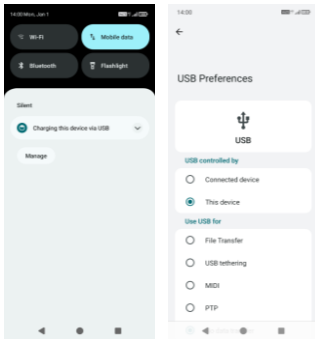 14:00 Mon, Jan 1
Wi-Fi
Mobile data
Bluetooth
Flashlight
Silent
Charging this device via USB
Manage
14:00
USB Preferences
USB
USB controlled by
Connected device
This device
Use USB for
File Transfer
USB tethering
MIDI
PTP